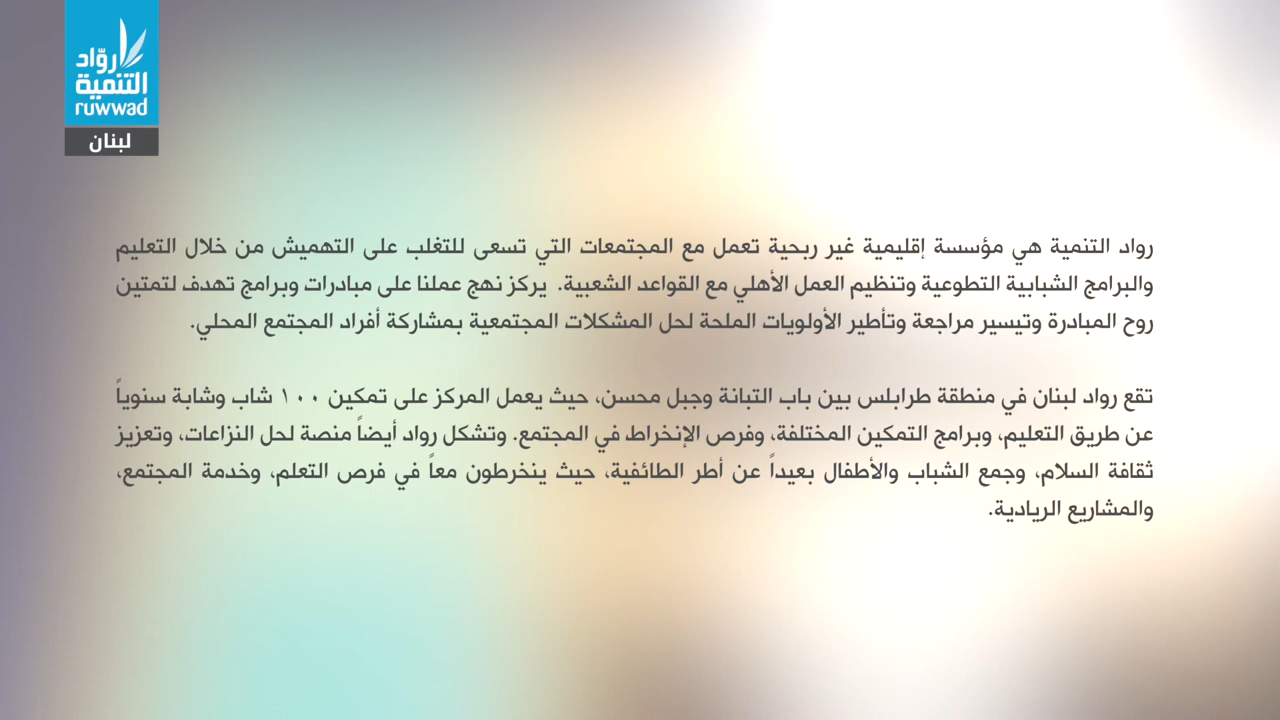 روّاد
التنمية
ruwwad
لبنان
رواد التنمية هي مؤسسة إقليمية غير ربحية تعمل مع المجتمعات التي تسعى للتغلب على التهميش من خلال التعليم
والبرامج الشبابية التطوعية وتنظيم العمل الأهلي مع القواعد الشعبية. يركز نهج عملنا على مبادرات وبرامج تهدف لتمتين
روح المبادرة وتيسير مراجعة وتأطير الأولويات الملحة لحل المشكلات المجتمعية بمشاركة أفراد المجتمع المحلي.
تقع رواد لبنان في منطقة طرابلس بين باب التبانة وجبل محسن، حيث يعمل المركز على تمكين ١٠٠ شاب وشابة سنوياً
عن طريق التعليم، وبرامج التمكين المختلفة، وفرص الإنخراط في المجتمع. وتشكل رواد أيضاً منصة لحل النزاعات، وتعزيز
ثقافة السلام، وجمع الشباب والأطفال بعيداً عن أطر الطائفية، حيث ينخرطون معاً في فرص التعلم، وخدمة المجتمع،
والمشاريع الريادية.